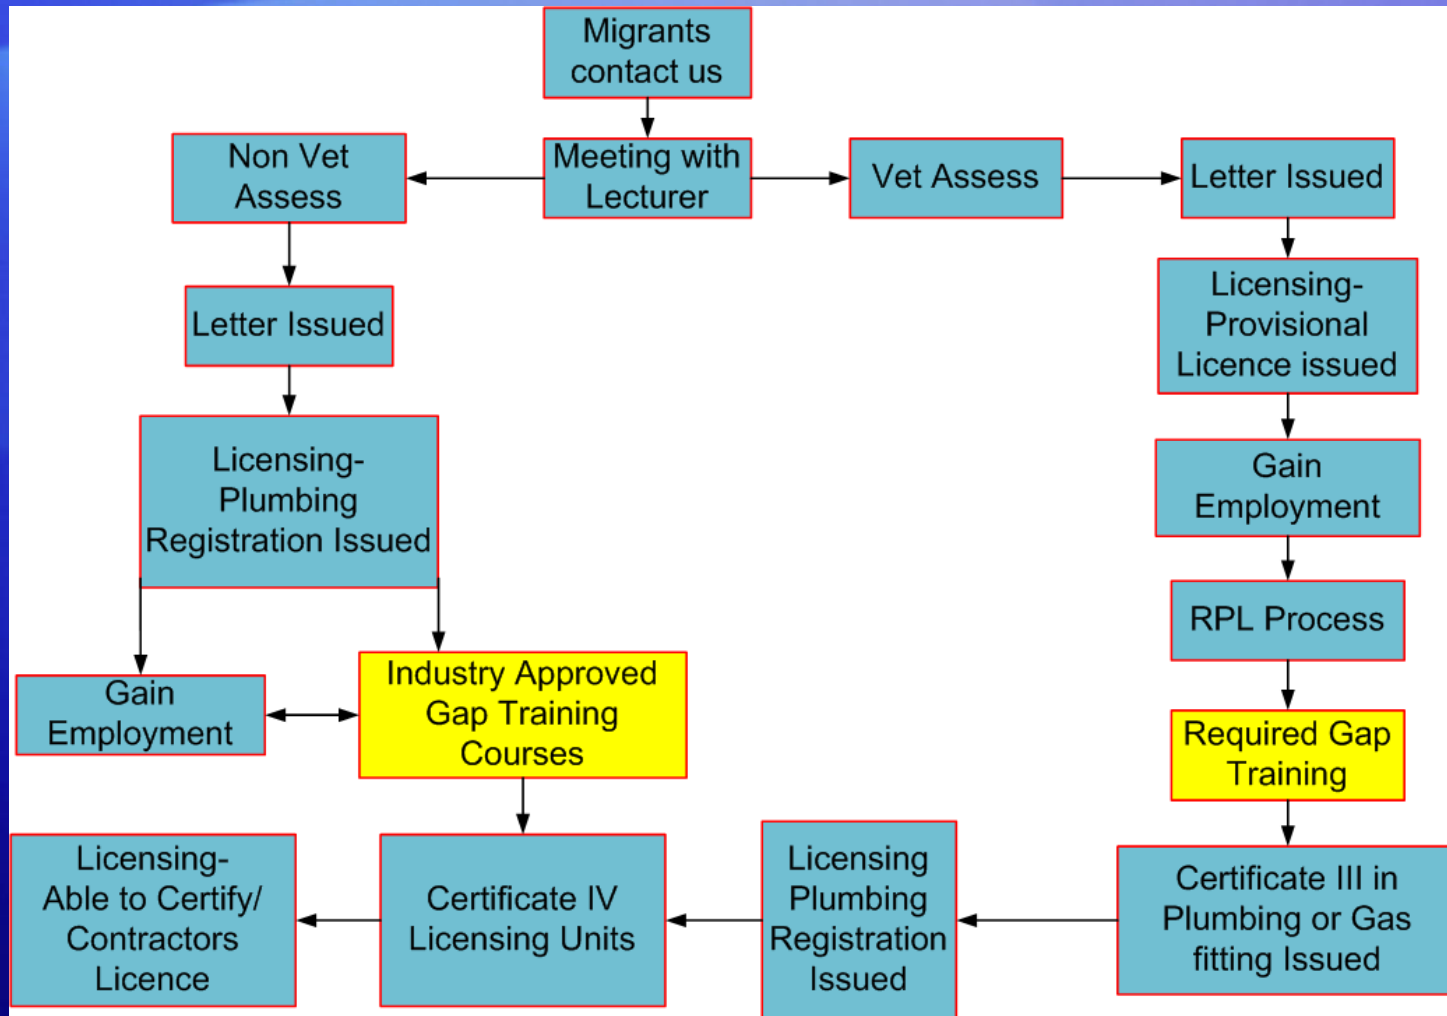 Migrants
contact us
Non Vet
Assess
Meeting with
Lecturer
Vet Assess
Letter Issued
Letter Issued
Licensing-
Provisional
Licence issued
Licensing-
Plumbing
Registration Issued
Gain
Employment
RPL Process
Gain
Employment
Industry Approved
Gap Training
Courses
Required Gap
Training
Licensing-
Able to Certify/
Contractors
Licence
Certificate IV
Licensing Units
Licensing
Plumbing
Registration
Issued
Certificate III in
Plumbing or Gas
fitting Issued